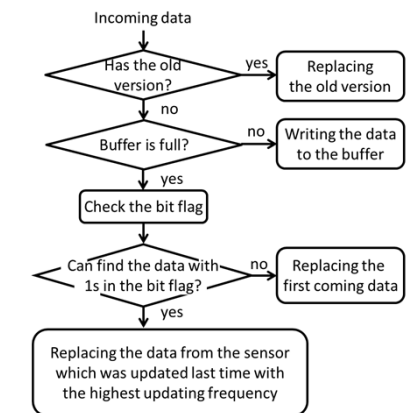 Incoming data
Has the old
version?
yes
Replacing
the old version
no
Buffer is full?
no
Writing the data
to the buffer
yes
Check the bit flag
Can find the data with
1s in the bit flag?
no
Replacing the
first coming data
yes
Replacing the data from the sensor
which was updated last time with
the highest updating frequency